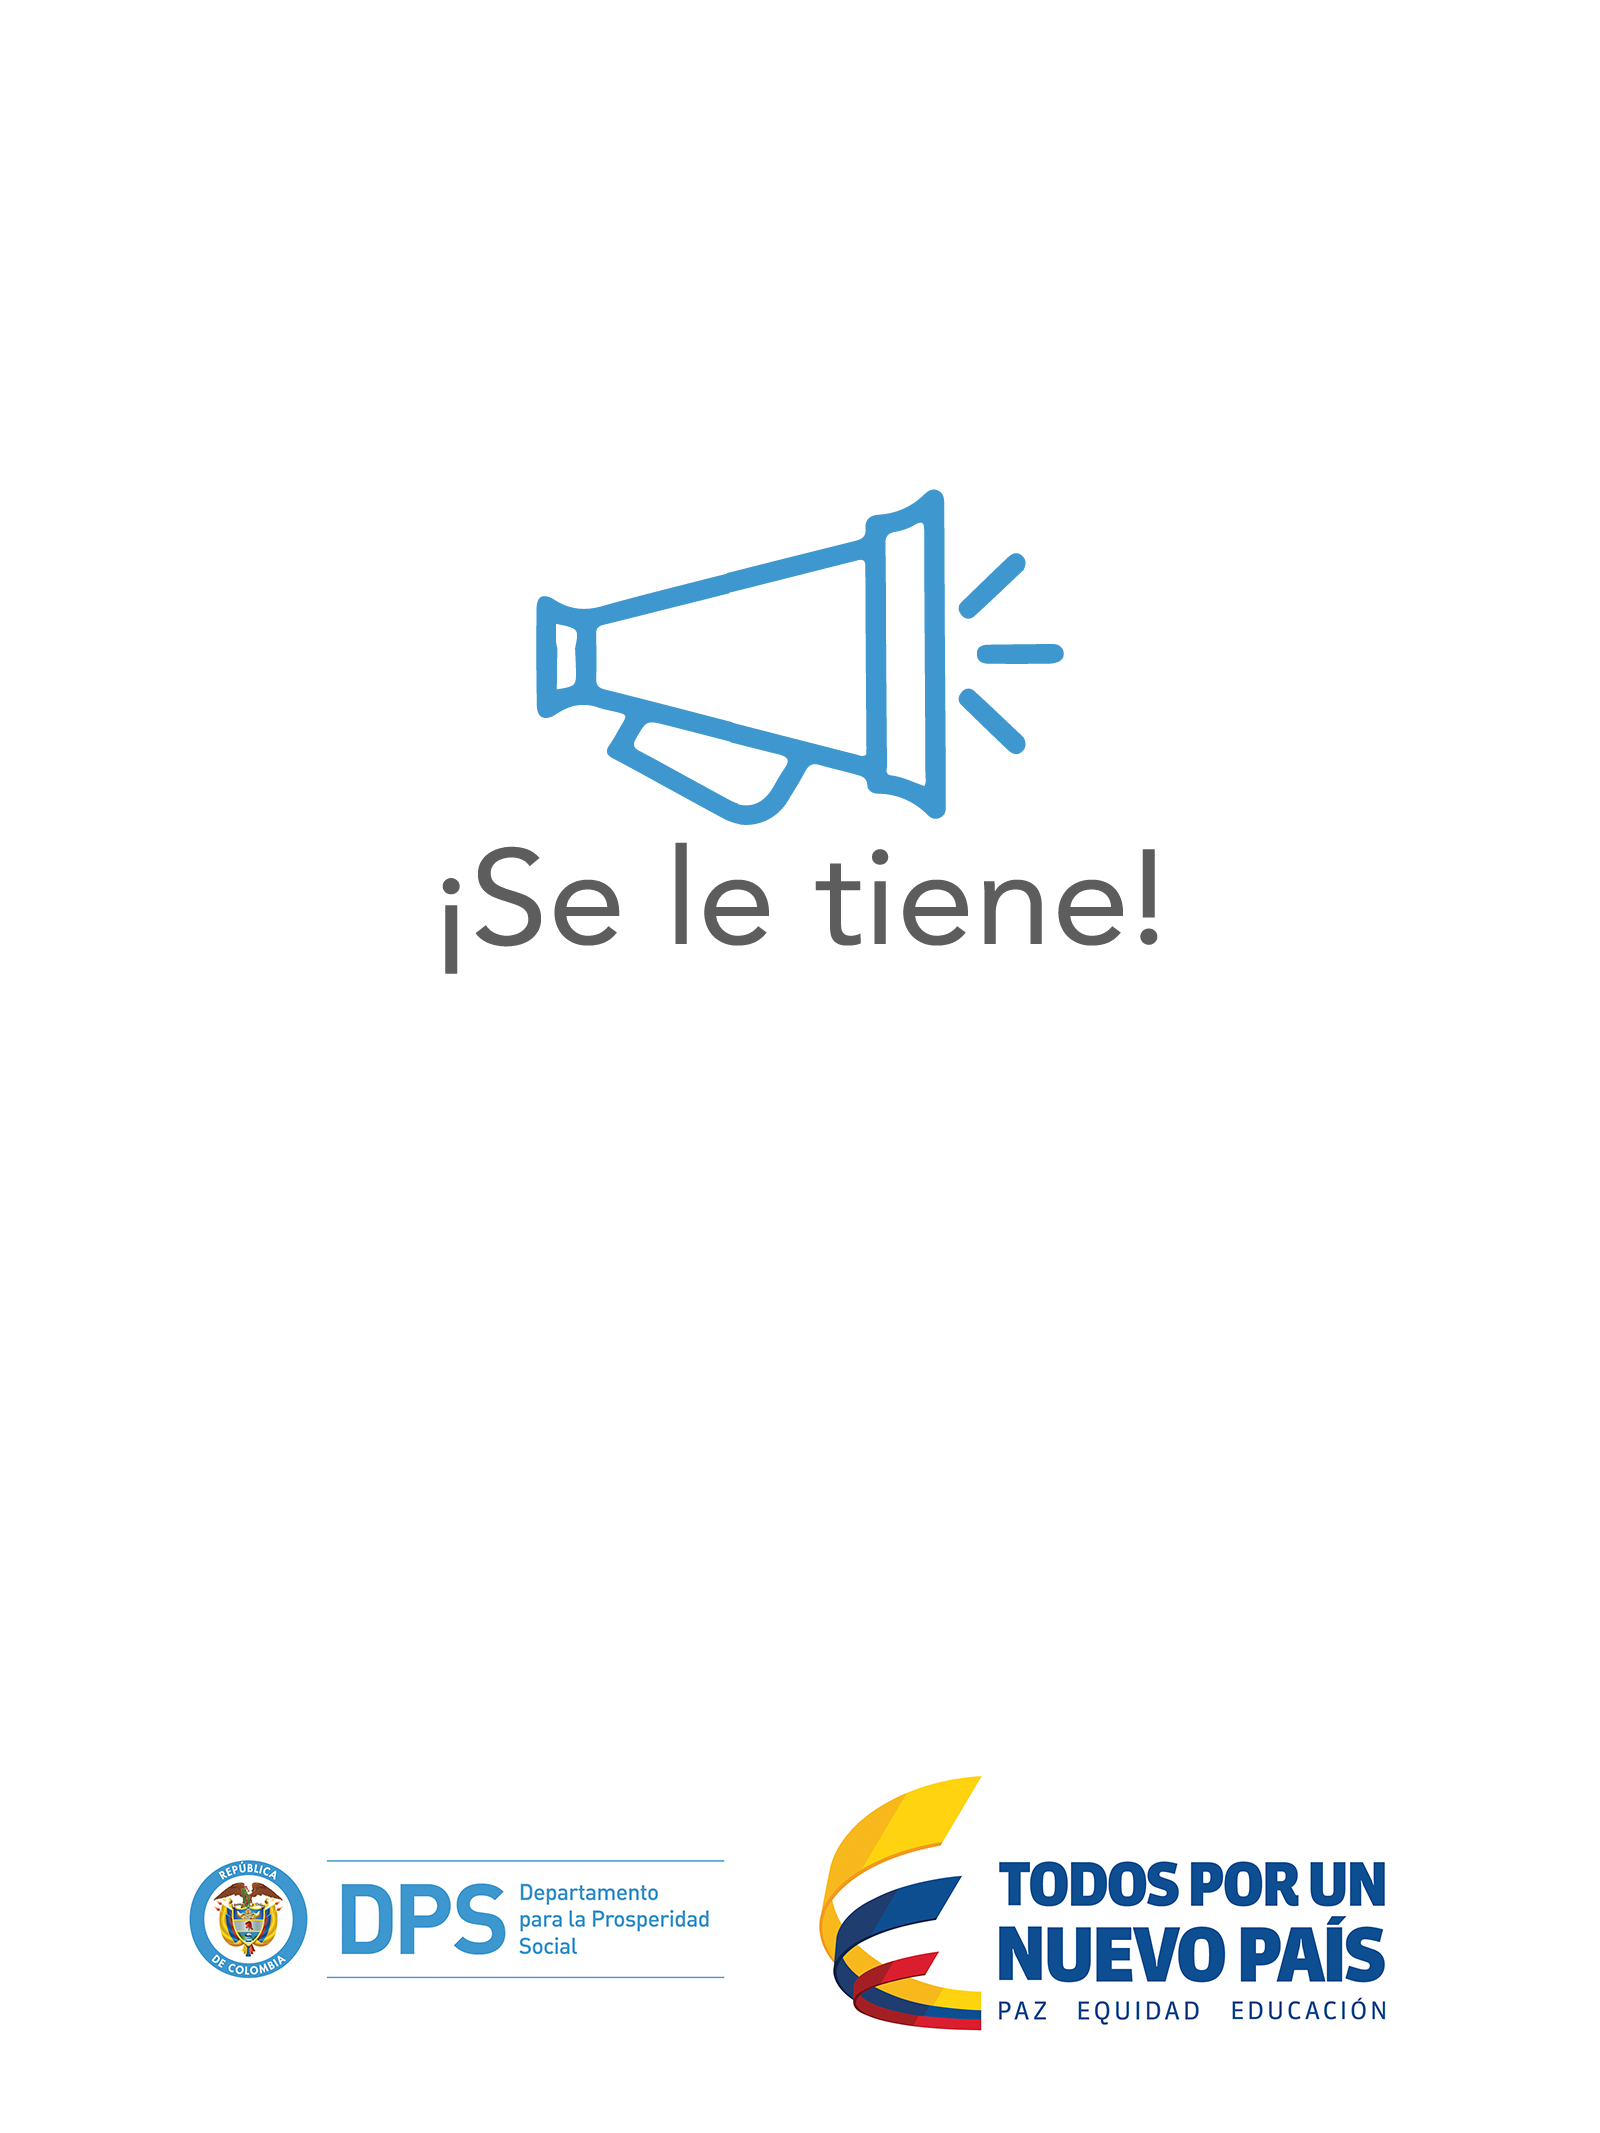 ¡Se le tiene!
REPÚBLICA
DE COLOMBIA
DPS
Departamento
para la Prosperidad
Social
TODOS POR UN
NUEVO PAÍS
PAZ EQUIDAD EDUCACIÓN